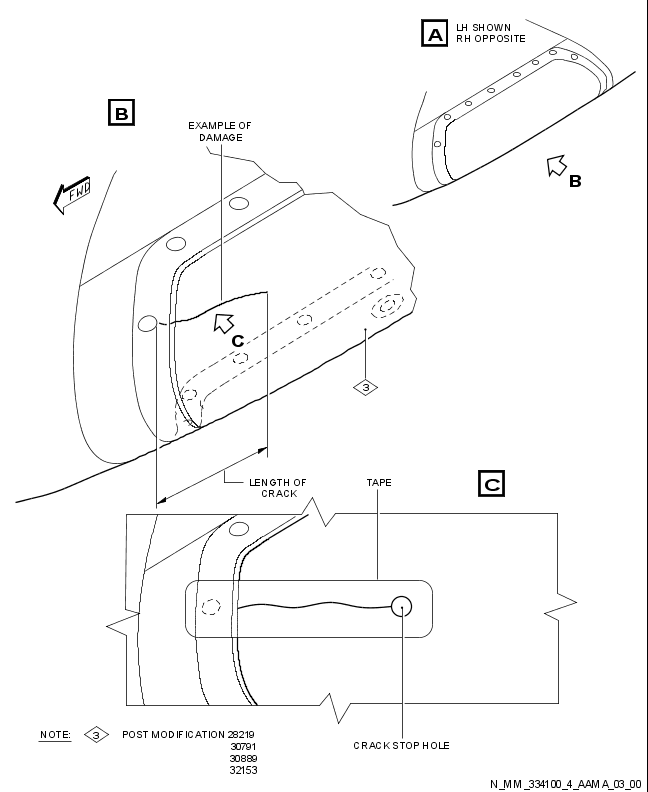 A
LH SHOWN
RH OPPOSITE
B
B
EXAMPLE OF
DAMAGE
FWD
C
3
LENGTH OF
CRACK
TAPE
C
CRACK STOP HOLE
NOTE: 3 POST MODIFICATION 28219
30791
30889
32153
N_MM_334100_4_AAMA_03_00